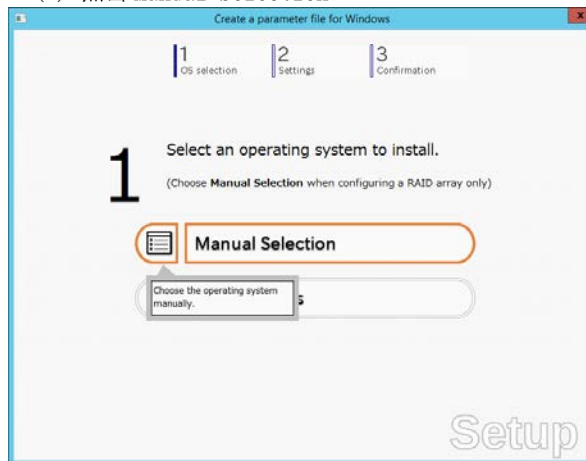 Create a parameter file for Windows
x
1
OS selection
2
Settings
3
Confirmation
1
Select an operating system to install.
(Choose Manual Selection when configuring a RAID array only)
Manual Selection
Choose the operating system
manually.
s
Setup